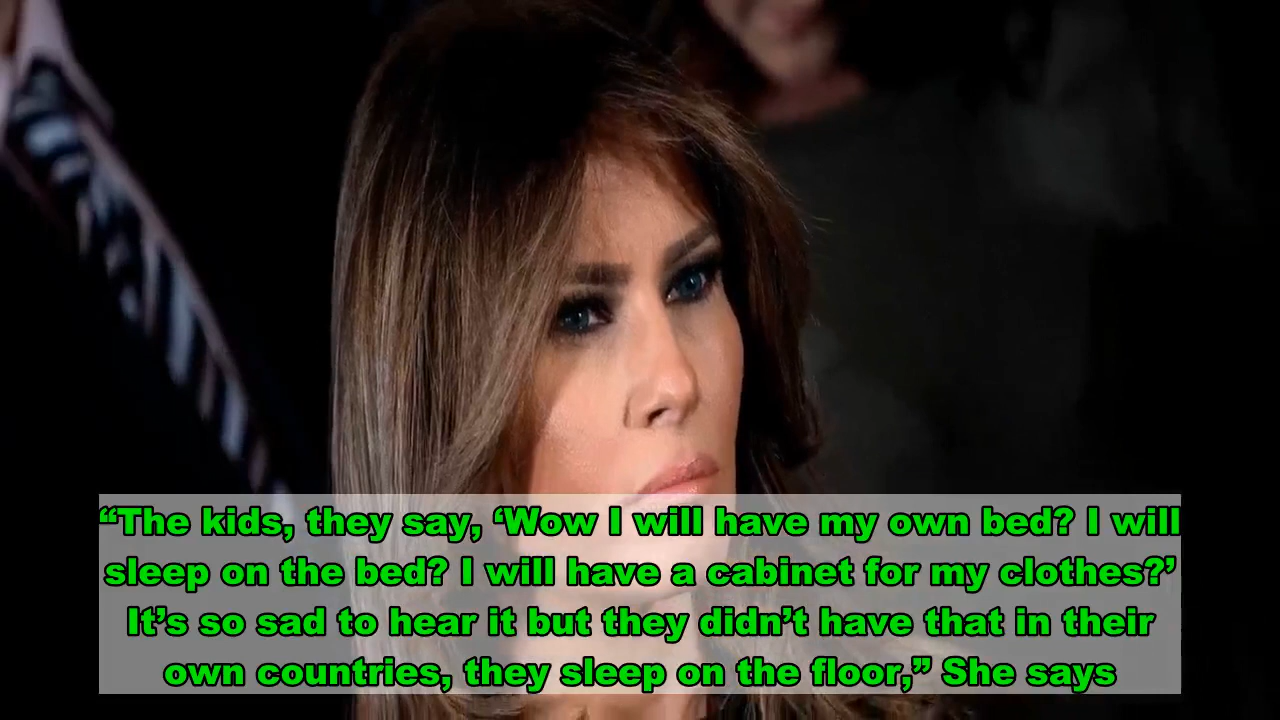 “The kids, they say, ‘Wow I will have my own bed? I will
sleep on the bed? I will have a cabinet for my clothes?’
It’s so sad to hear it but they didn’t have that in their
own countries, they sleep on the floor,” She says